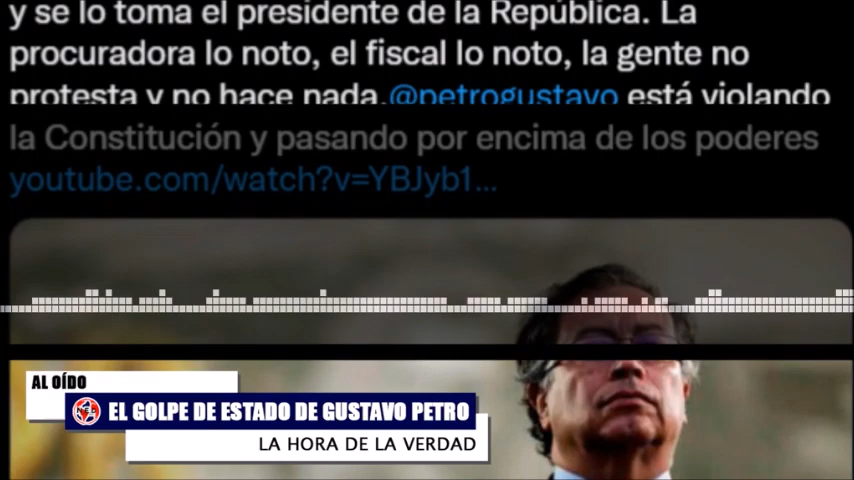 y se lo toma el presidente de la República. La
procuradora lo noto, el fiscal lo noto, la gente no
protesta y no hace nada.@petrogustavo está violando
la Constitución y pasando por encima de los poderes
youtube.com/watch?v=YBJyb1...
AL OÍDO
EL GOLPE DE ESTADO DE GUSTAVO PETRO
LA HORA DE LA VERDAD